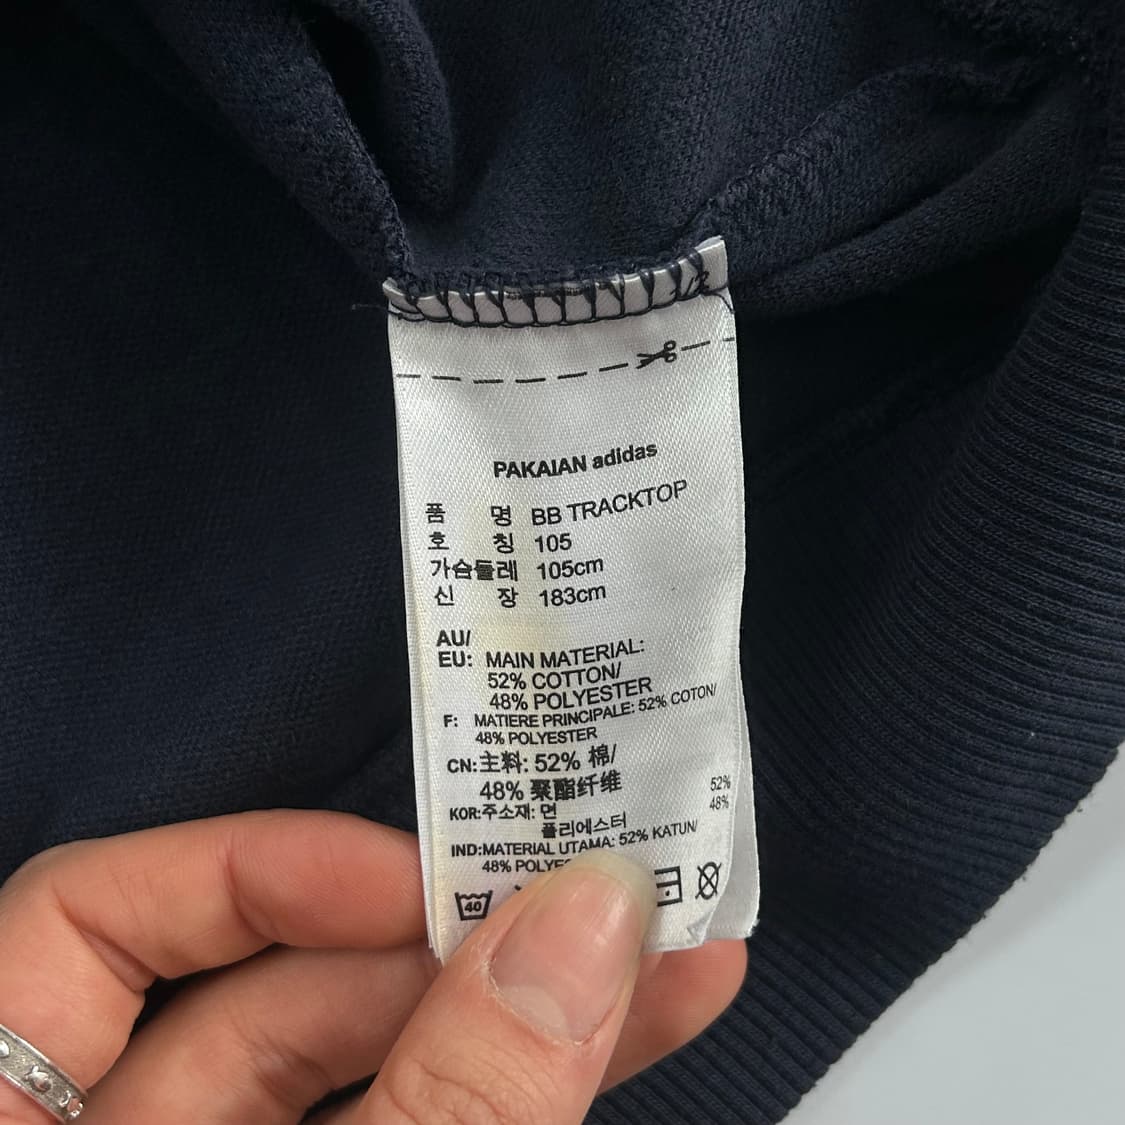 PAKAIAN adidas
품 명 BB TRACKTOP
호 칭 105
가슴둘레 105cm
신 장 183cm
AU/
EU: MAIN MATERIAL:
52% COTTON/
48% POLYESTER
F: MATIERE PRINCIPALE: 52% COTON/
48% POLYESTER
CN:主料: 52% 棉/
48% 聚酯纤维
KOR:주소재: 면 52%
폴리에스터 48%
IND:MATERIAL UTAMA: 52% KATUN/
48%
40